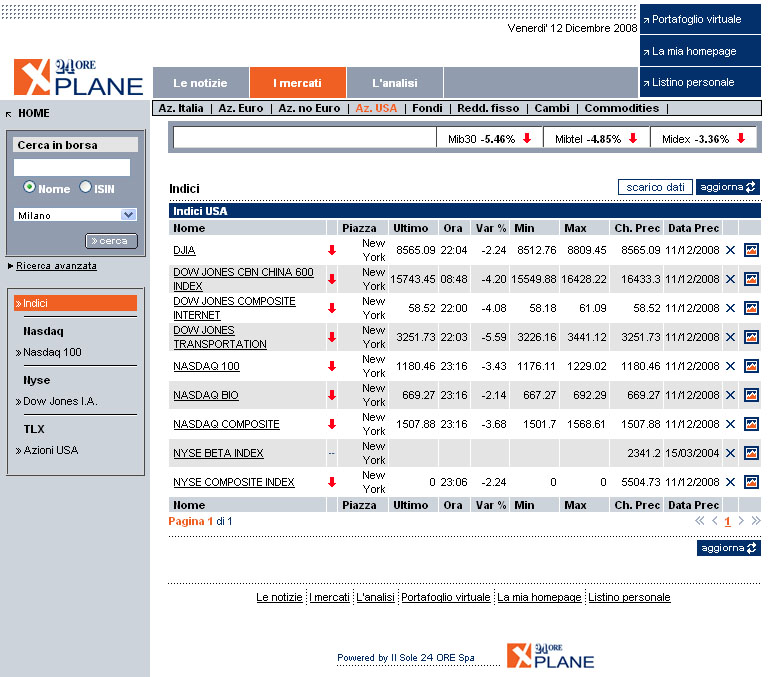 Venerdi' 12 Dicembre 2008
Portafoglio virtuale
La mia homepage
Listino personale
24 ORE
XPLANE
Le notizie I mercati L'analisi
Az. Italia | Az. Euro | Az. no Euro | Az. USA | Fondi | Redd. fisso | Cambi | Commodities |
HOME
Cerca in borsa
Nome ISIN
Milano
» cerca
Ricerca avanzata
» Indici
Nasdaq
» Nasdaq 100
Nyse
» Dow Jones I.A.
TLX
» Azioni USA
Mib30 -5.46% Mibtel -4.85% Midex -3.36%
Indici scarico dati aggiorna
Indici USA
Nome Piazza Ultimo Ora Var % Min Max Ch. Prec Data Prec
DJIA New York 8565.09 22:04 -2.24 8512.76 8809.45 8565.09 11/12/2008
DOW JONES CBN CHINA 600 INDEX New York 15743.45 08:48 -4.20 15549.88 16428.22 16433.3 11/12/2008
DOW JONES COMPOSITE INTERNET New York 58.52 22:00 -4.08 58.18 61.09 58.52 11/12/2008
DOW JONES TRANSPORTATION New York 3251.73 22:03 -5.59 3226.16 3441.12 3251.73 11/12/2008
NASDAQ 100 New York 1180.46 23:16 -3.43 1176.11 1229.02 1180.46 11/12/2008
NASDAQ BIO New York 669.27 23:16 -2.14 667.27 692.29 669.27 11/12/2008
NASDAQ COMPOSITE New York 1507.88 23:16 -3.68 1501.7 1568.61 1507.88 11/12/2008
NYSE BETA INDEX -- New York 2341.2 15/03/2004
NYSE COMPOSITE INDEX New York 0 23:06 -2.24 0 0 5504.73 11/12/2008
Nome Piazza Ultimo Ora Var % Min Max Ch. Prec Data Prec
Pagina 1 di 1 « < 1 > »
aggiorna
Le notizie I mercati L'analisi Portafoglio virtuale La mia homepage Listino personale
Powered by Il Sole 24 ORE Spa
24 ORE
XPLANE